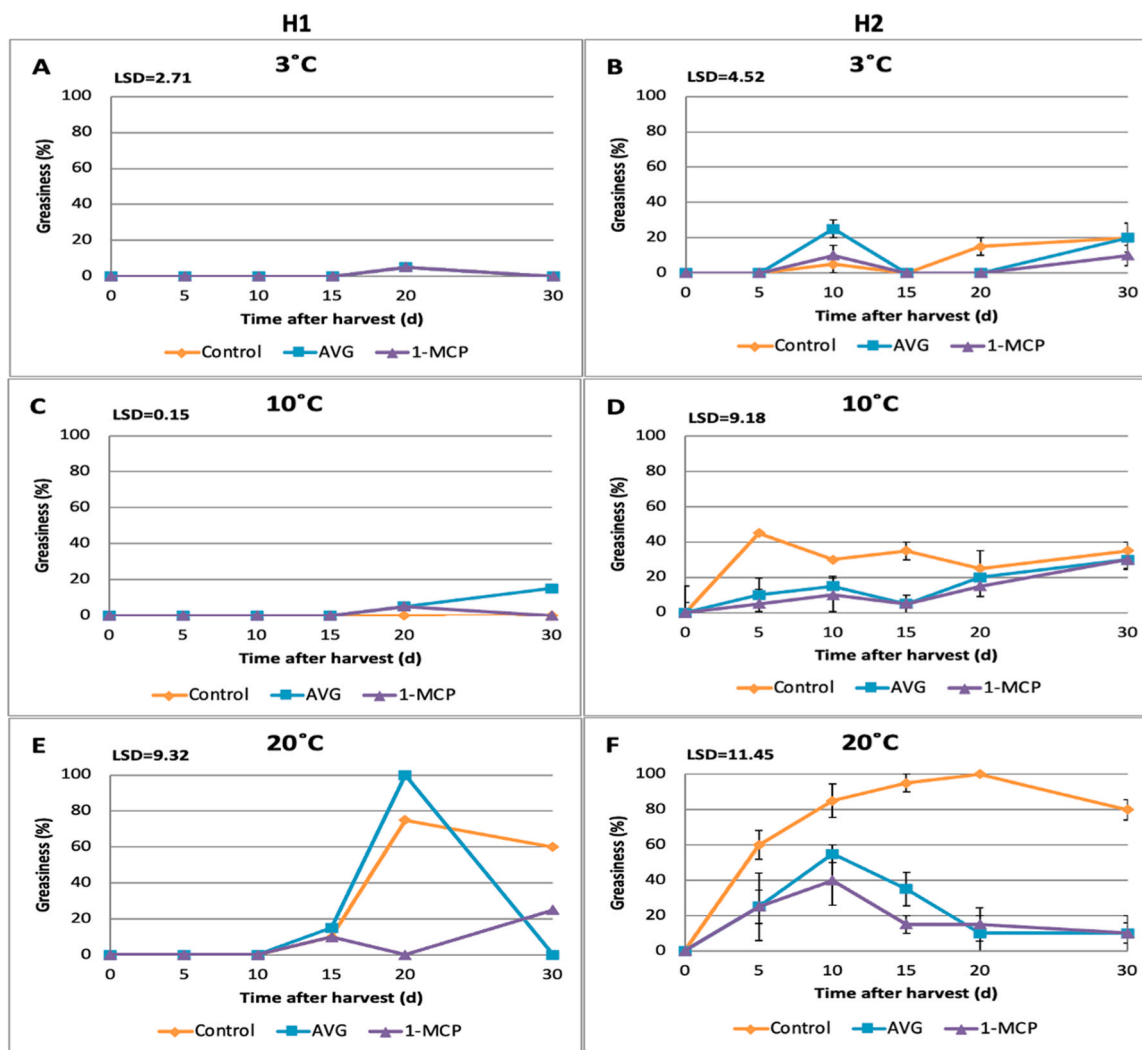 H1
H2
A
3°C
LSD=2.71
100
80
60
40
20
0
Greasiness (%)
0 5 10 15 20 30
Time after harvest (d)
Control AVG 1-MCP
B
3°C
LSD=4.52
100
80
60
40
20
0
Greasiness (%)
0 5 10 15 20 30
Time after harvest (d)
Control AVG 1-MCP
C
10°C
LSD=0.15
100
80
60
40
20
0
Greasiness (%)
0 5 10 15 20 30
Time after harvest (d)
Control AVG 1-MCP
D
10°C
LSD=9.18
100
80
60
40
20
0
Greasiness (%)
0 5 10 15 20 30
Time after harvest (d)
Control AVG 1-MCP
E
20°C
LSD=9.32
100
80
60
40
20
0
Greasiness (%)
0 5 10 15 20 30
Time after harvest (d)
Control AVG 1-MCP
F
20°C
LSD=11.45
100
80
60
40
20
0
Greasiness (%)
0 5 10 15 20 30
Time after harvest (d)
Control AVG 1-MCP